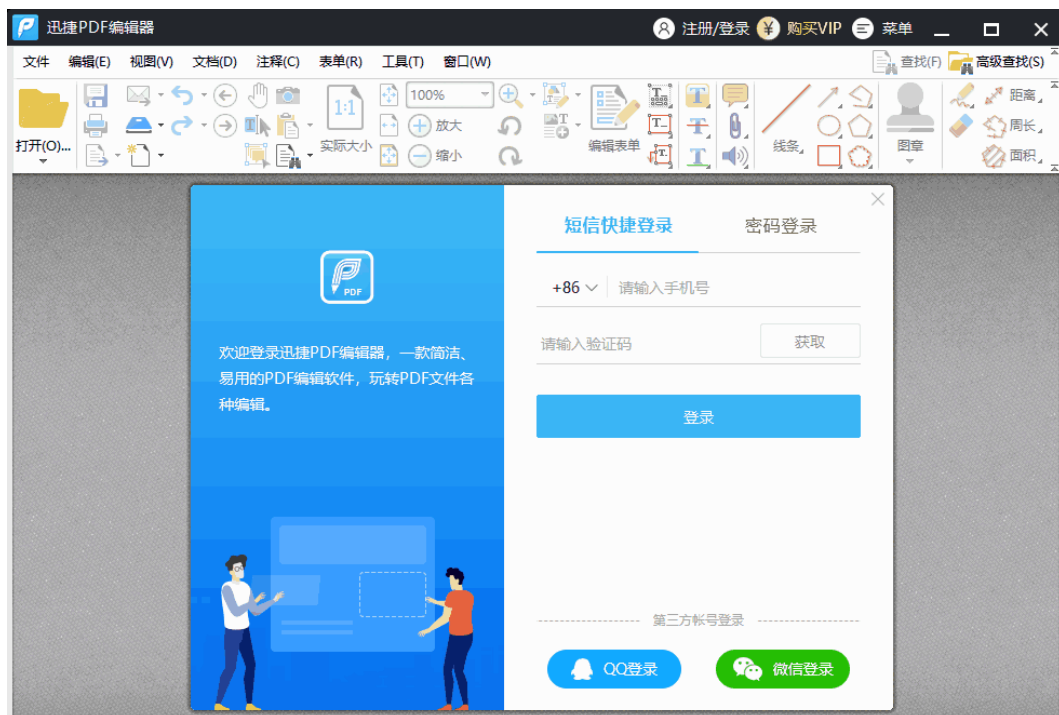 迅捷PDF编辑器
注册/登录 ¥ 购买VIP 菜单
文件 编辑(E) 视图(V) 文档(D) 注释(C) 表单(R) 工具(T) 窗口(W) 查找(F) 高级查找(S)
打开(O)...
1:1
实际大小
100%
放大
缩小
编辑表单
线条
图章
距离
周长
面积
PDF
欢迎登录迅捷PDF编辑器，一款简洁、
易用的PDF编辑软件，玩转PDF文件各
种编辑。
短信快捷登录 密码登录
+86 请输入手机号
请输入验证码 获取
登录
第三方帐号登录
QQ登录 微信登录